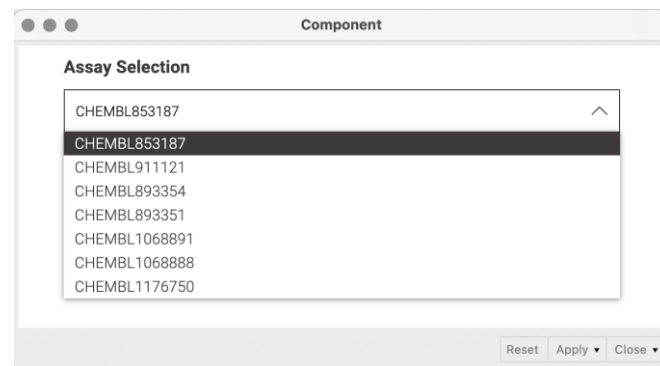 Component
Assay Selection
CHEMBL853187
CHEMBL853187
CHEMBL911121
CHEMBL893354
CHEMBL893351
CHEMBL1068891
CHEMBL1068888
CHEMBL1176750
Reset Apply Close